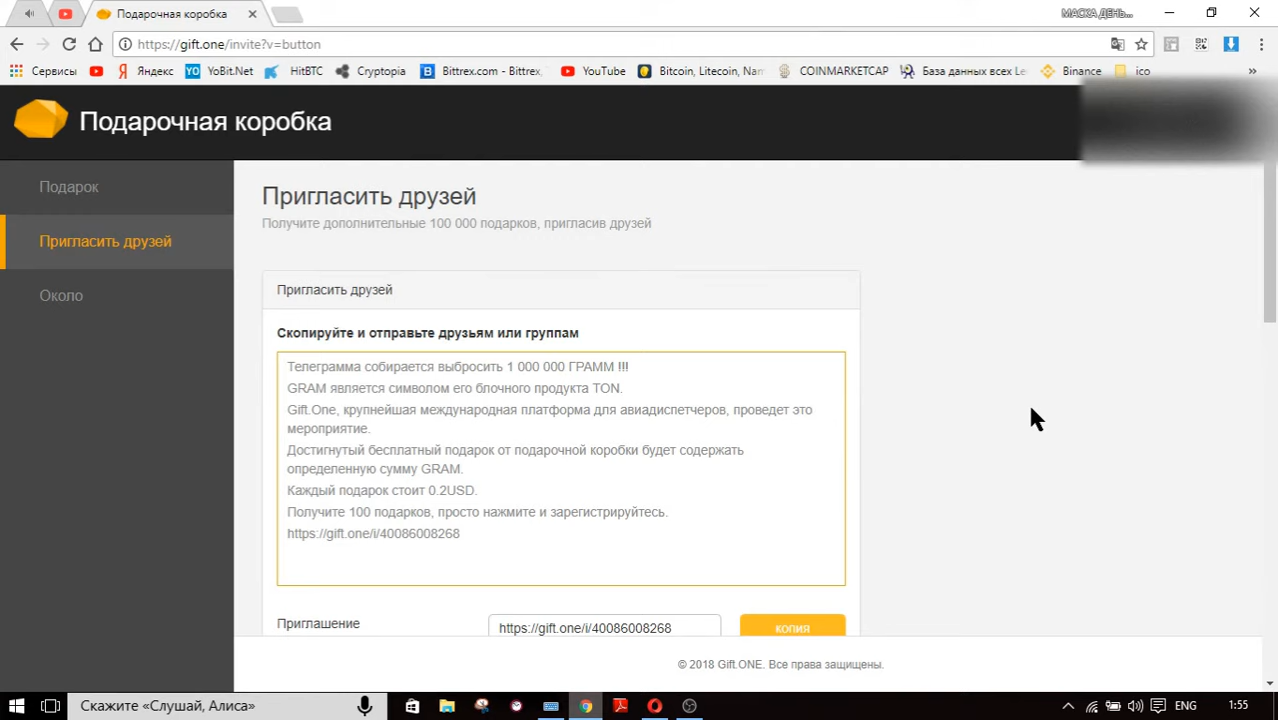 Подарочная коробка
МАСКА ДЕНЬ...
https://gift.one/invite?v=button
Сервисы
Яндекс
YoBit.Net
HitBTC
Cryptopia
Bittrex.com - Bittrex,
YouTube
Bitcoin, Litecoin, Nam
COINMARKETCAP
База данных всех Le
Binance
ico
»
Подарочная коробка
Подарок
Пригласить друзей
Около
Пригласить друзей
Получите дополнительные 100 000 подарков, пригласив друзей
Пригласить друзей
Скопируйте и отправьте друзьям или группам
Телеграмма собирается выбросить 1 000 000 ГРАММ !!!
GRAM является символом его блочного продукта TON.
Gift.One, крупнейшая международная платформа для авиадиспетчеров, проведет это
мероприятие.
Достигнутый бесплатный подарок от подарочной коробки будет содержать
определенную сумму GRAM.
Каждый подарок стоит 0.2USD.
Получите 100 подарков, просто нажмите и зарегистрируйтесь.
https://gift.one/i/40086008268
Приглашение
https://gift.one/i/40086008268
КОПИЯ
© 2018 Gift.ONE. Все права защищены.
Скажите «Слушай, Алиса»
ENG
1:55